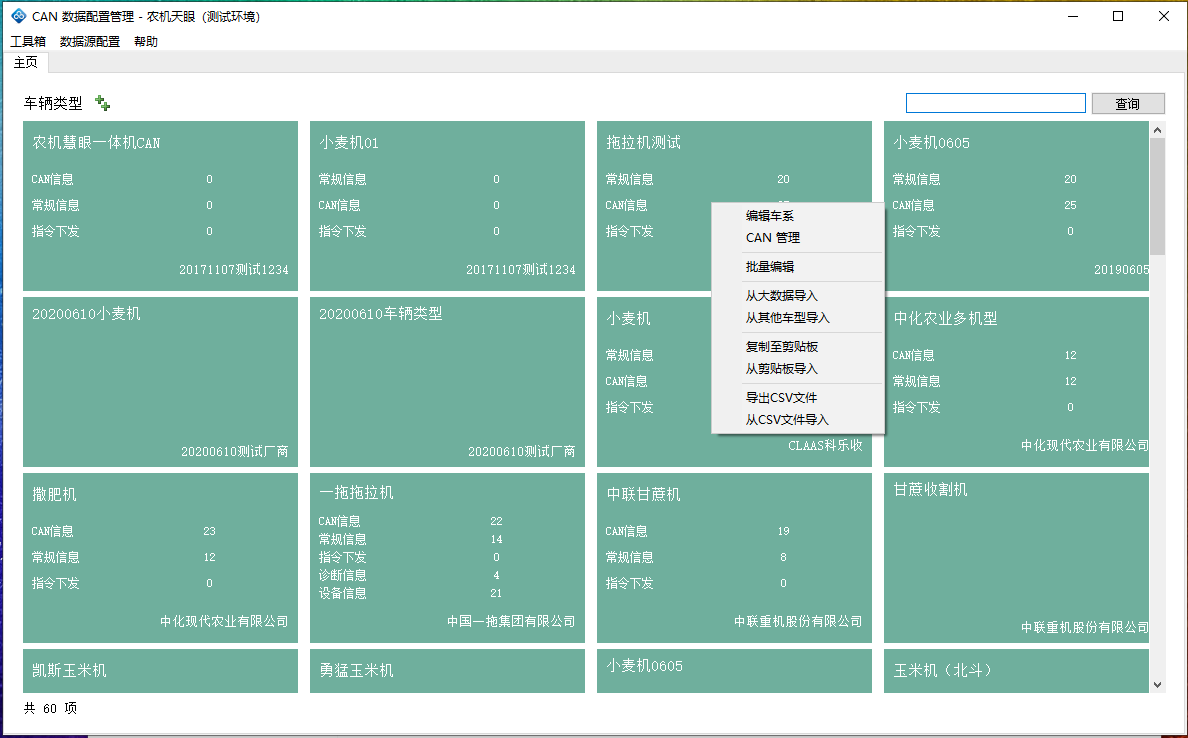 CAN 数据配置管理 - 农机天眼（测试环境）
工具箱 数据源配置 帮助
主页
车辆类型
查询
农机慧眼一体机CAN
CAN信息 0
常规信息 0
指令下发 0
20171107测试1234
小麦机01
常规信息 0
CAN信息 0
指令下发 0
20171107测试1234
拖拉机测试
常规信息 20
CAN信息
指令下发
小麦机0605
常规信息 20
CAN信息 25
指令下发 0
20190605
编辑车系
CAN 管理
批量编辑
从大数据导入
从其他车型导入
复制至剪贴板
从剪贴板导入
导出CSV文件
从CSV文件导入
20200610小麦机
20200610测试厂商
20200610车辆类型
20200610测试厂商
小麦机
常规信息
CAN信息
指令下发
CLAAS科乐收
中化农业多机型
CAN信息 12
常规信息 12
指令下发 0
中化现代农业有限公司
撒肥机
CAN信息 23
常规信息 12
指令下发 0
中化现代农业有限公司
一拖拖拉机
CAN信息 22
常规信息 14
指令下发 0
诊断信息 4
设备信息 21
中国一拖集团有限公司
中联甘蔗机
CAN信息 19
常规信息 8
指令下发 0
中联重机股份有限公司
甘蔗收割机
中联重机股份有限公司
凯斯玉米机
勇猛玉米机
小麦机0605
玉米机（北斗）
共 60 项